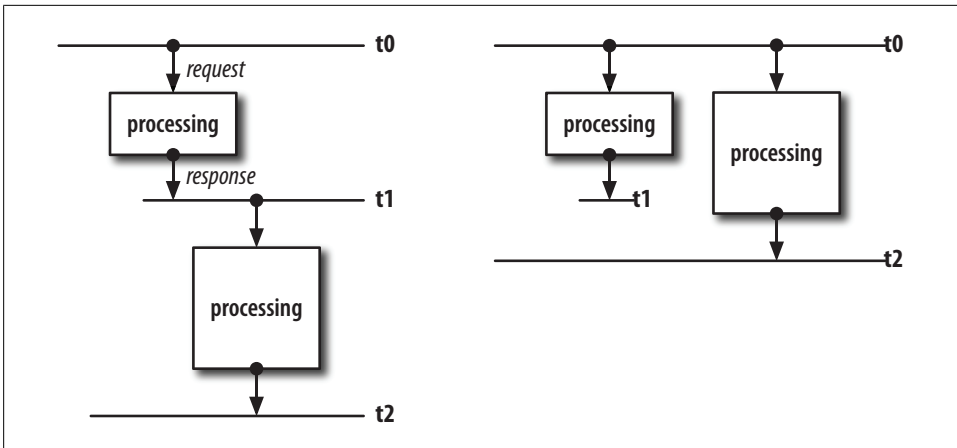 t0
request
processing
response
t1
processing
t2
t0
processing
processing
t1
t2